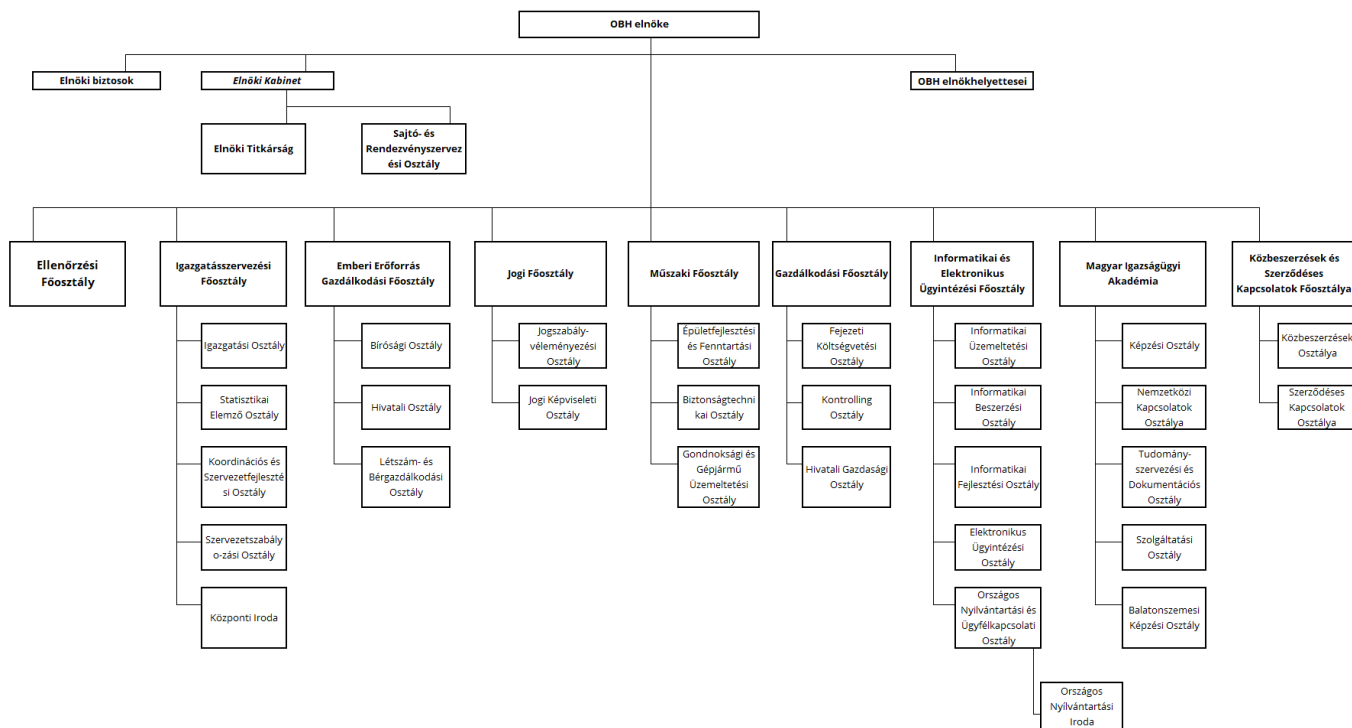 OBH elnöke
Elnöki biztosok
Elnöki Kabinet
OBH elnökhelyettesei
Elnöki Titkárság
Sajtó- és
Rendezvényszervez
ési Osztály
Ellenőrzési
Főosztály
Igazgatásszervezési
Főosztály
Emberi Erőforrás
Gazdálkodási Főosztály
Jogi Főosztály
Műszaki Főosztály
Gazdálkodási Főosztály
Informatikai és
Elektronikus
Ügyintézési Főosztály
Magyar Igazságügyi
Akadémia
Közbeszerzések és
Szerződéses
Kapcsolatok Főosztálya
Igazgatási Osztály
Statisztikai
Elemző Osztály
Koordinációs és
Szervezetfejleszté
si Osztály
Szervezetszabály
o-zási Osztály
Központi Iroda
Bírósági Osztály
Hivatali Osztály
Létszám- és
Bérgazdálkodási
Osztály
Jogszabály-
véleményezési
Osztály
Jogi Képviseleti
Osztály
Épületfejlesztési
és Fenntartási
Osztály
Biztonságtechni
kai Osztály
Gondnoksági és
Gépjármű
Üzemeltetési
Osztály
Fejezeti
Költségvetési
Osztály
Kontrolling
Osztály
Hivatali Gazdasági
Osztály
Informatikai
Üzemeltetési
Osztály
Informatikai
Beszerzési
Osztály
Informatikai
Fejlesztési Osztály
Elektronikus
Ügyintézési
Osztály
Országos
Nyilvántartási és
Ügyfélkapcsolati
Osztály
Országos
Nyílvántartási
Iroda
Képzési Osztály
Nemzetközi
Kapcsolatok
Osztálya
Tudomány-
szervezési és
Dokumentációs
Osztály
Szolgáltatási
Osztály
Balatonszemesi
Képzési Osztály
Közbeszerzések
Osztálya
Szerződéses
Kapcsolatok
Osztálya